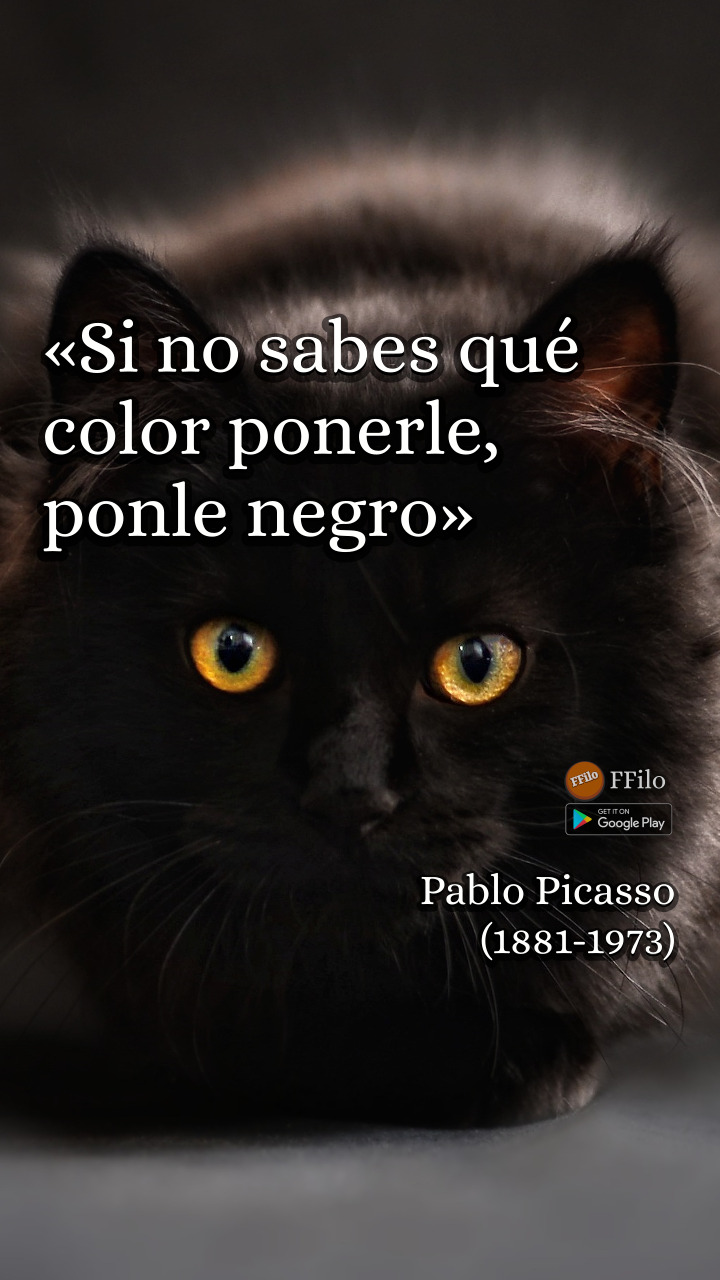 «Si no sabes qué
color ponerle,
ponle negro»
FFilo FFilo
GET IT ON
Google Play
Pablo Picasso
(1881-1973)